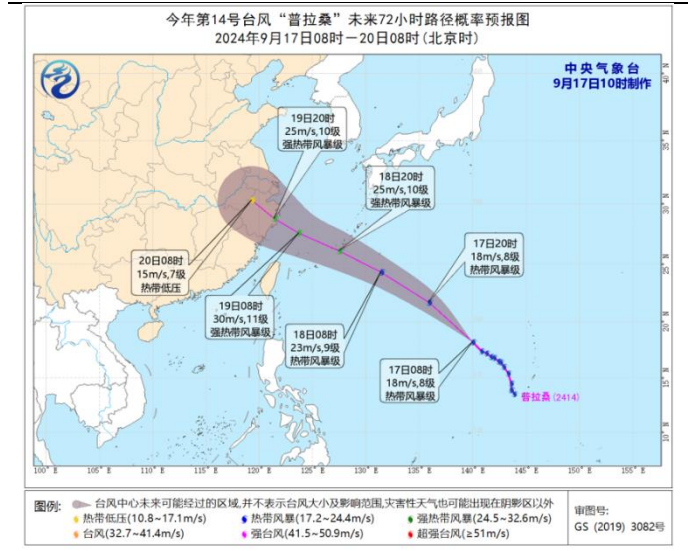 今年第14号台风“普拉桑”未来72小时路径概率预报图
2024年9月17日08时－20日08时(北京时)
中央气象台
9月17日10时制作
19日20时
25m/s,10级
强热带风暴级
18日20时
25m/s,10级
强热带风暴级
17日20时
18m/s,8级
热带风暴级
20日08时
15m/s,7级
热带低压
19日08时
30m/s,11级
强热带风暴级
18日08时
23m/s,9级
热带风暴级
17日08时
18m/s,8级
热带风暴级
普拉桑(2414)
40° N
35° N
30° N
25° N
20° N
15° N
10° N
100° E
105° E
110° E
115° E
120° E
125° E
130° E
135° E
140° E
145° E
150° E
155° E
图例:
台风中心未来可能经过的区域,并不表示台风大小及影响范围,灾害性天气也可能出现在阴影区以外
热带低压(10.8~17.1m/s)
热带风暴(17.2~24.4m/s)
强热带风暴(24.5~32.6m/s)
台风(32.7~41.4m/s)
强台风(41.5~50.9m/s)
超强台风(≥51m/s)
审图号:
GS (2019) 3082号